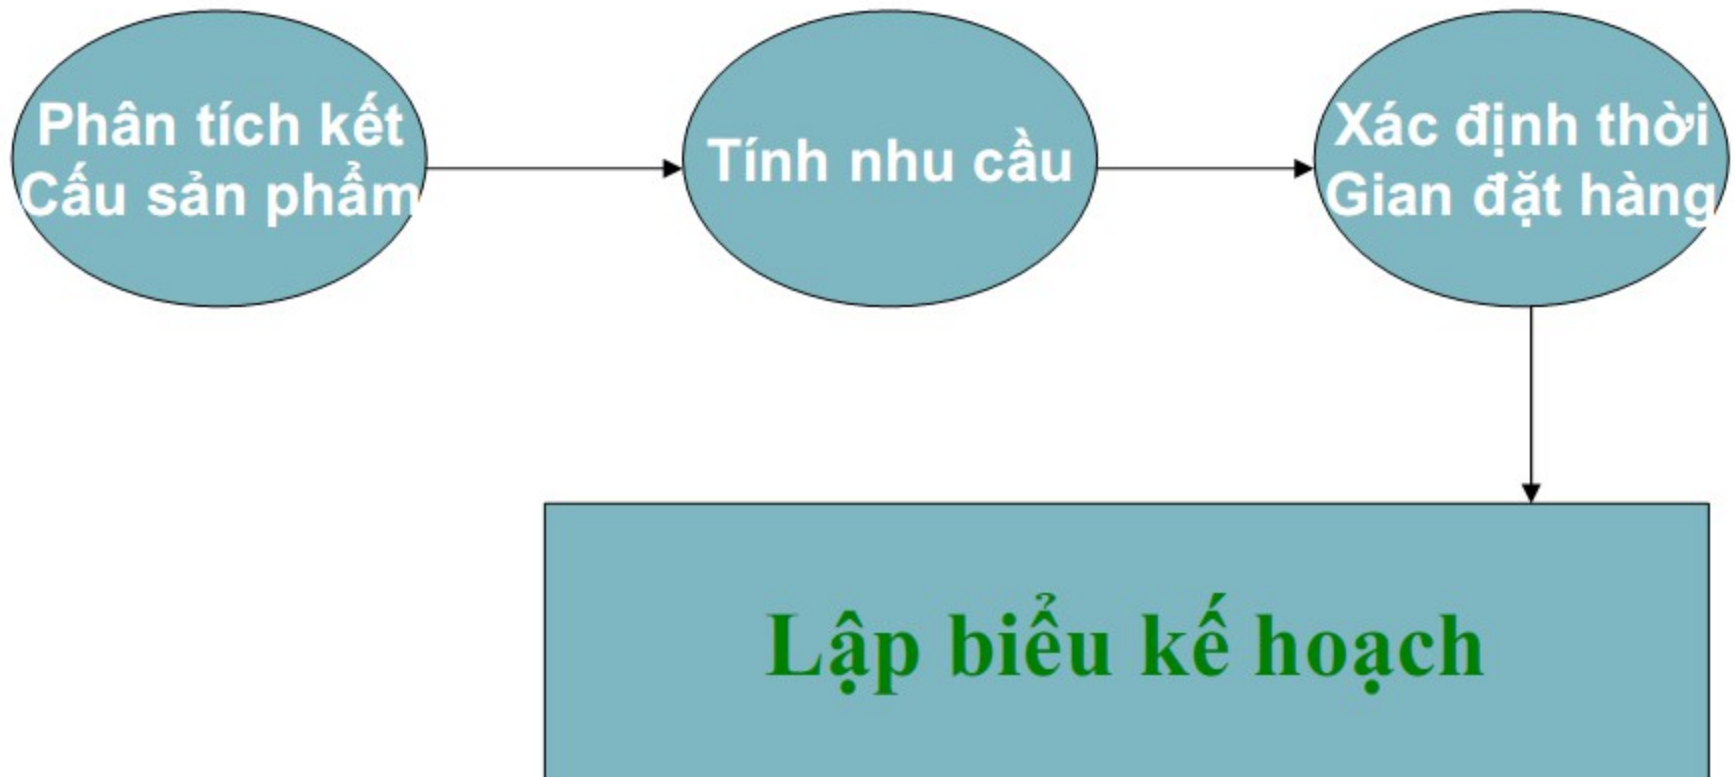 Phân tích kết
Cấu sản phẩm
Tính nhu cầu
Xác định thời
Gian đặt hàng
Lập biểu kế hoạch